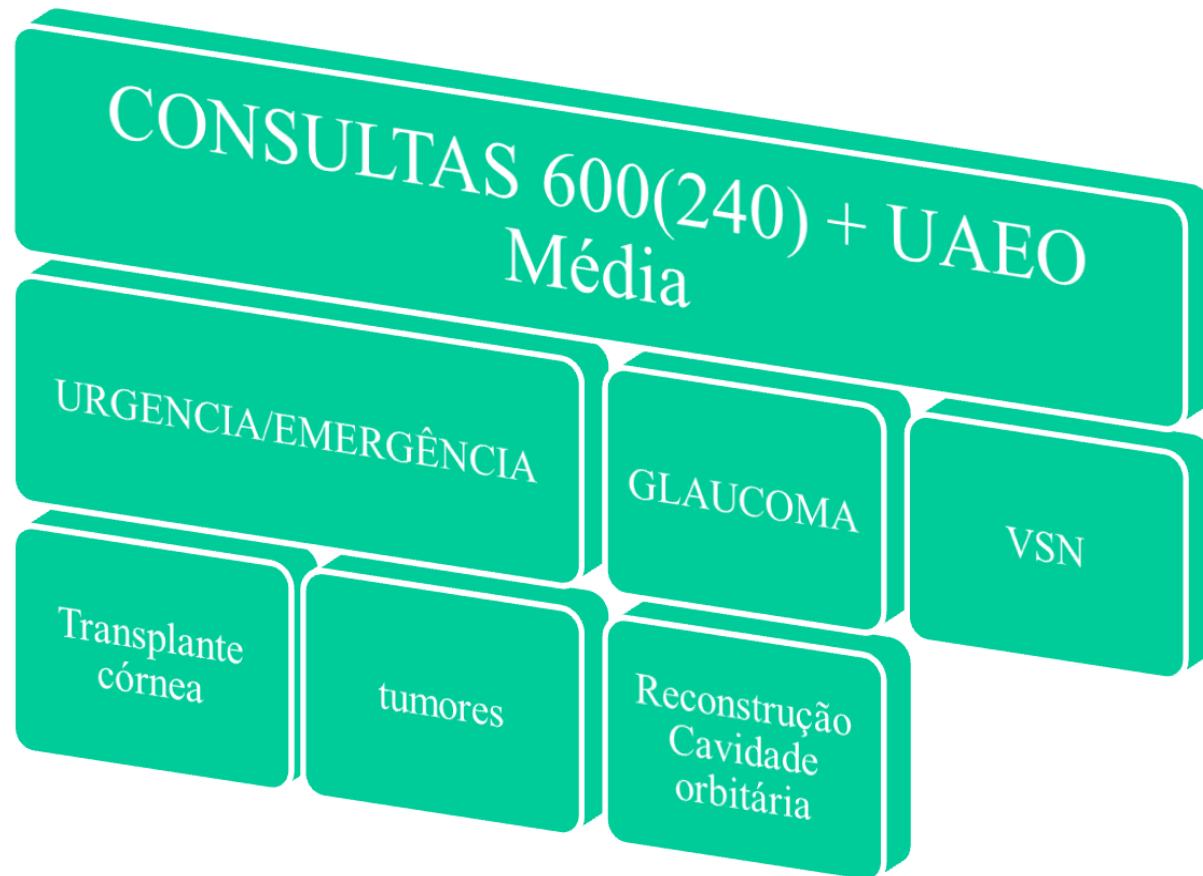 CONSULTAS 600(240) + UAEO
Média
URGENCIA/EMERGÊNCIA
GLAUCOMA
VSN
Transplante
córnea
tumores
Reconstrução
Cavidade
orbitária